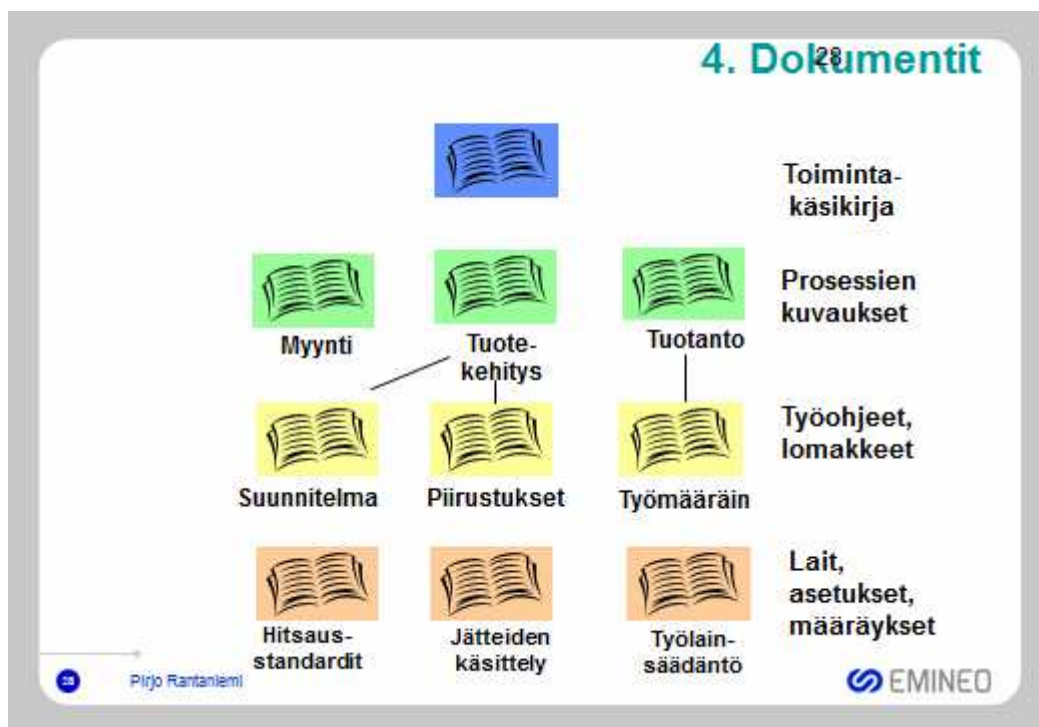 4. Dokumentit
28
Toiminta-
käsikirja
Prosessien
kuvaukset
Myynti
Tuote-
kehitys
Tuotanto
Työohjeet,
lomakkeet
Suunnitelma
Piirustukset
Työmääräin
Lait,
asetukset,
määräykset
Hitsaus-
standardit
Jätteiden
käsittely
Työlain-
säädäntö
28
Pirjo Rantaniemi
EMINEO